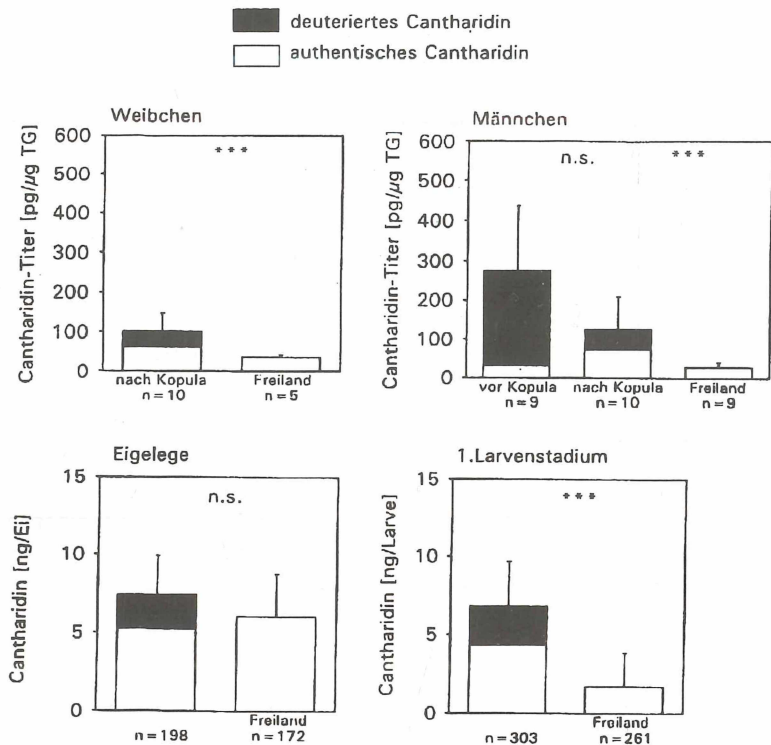 deuteriertes Cantharidin
authentisches Cantharidin
Weibchen
Cantharidin-Titer [pg/µg TG]
600
500
400
300
200
100
0
***
nach Kopula
n=10
Freiland
n=5
Männchen
Cantharidin-Titer [pg/µg TG]
600
500
400
300
200
100
0
n.s.
***
vor Kopula
n=9
nach Kopula
n=10
Freiland
n=9
Eigelege
Cantharidin [ng/Ei]
15
10
5
0
n.s.
n=198
Freiland
n=172
1.Larvenstadium
Cantharidin [ng/Larve]
15
10
5
0
***
n=303
Freiland
n=261